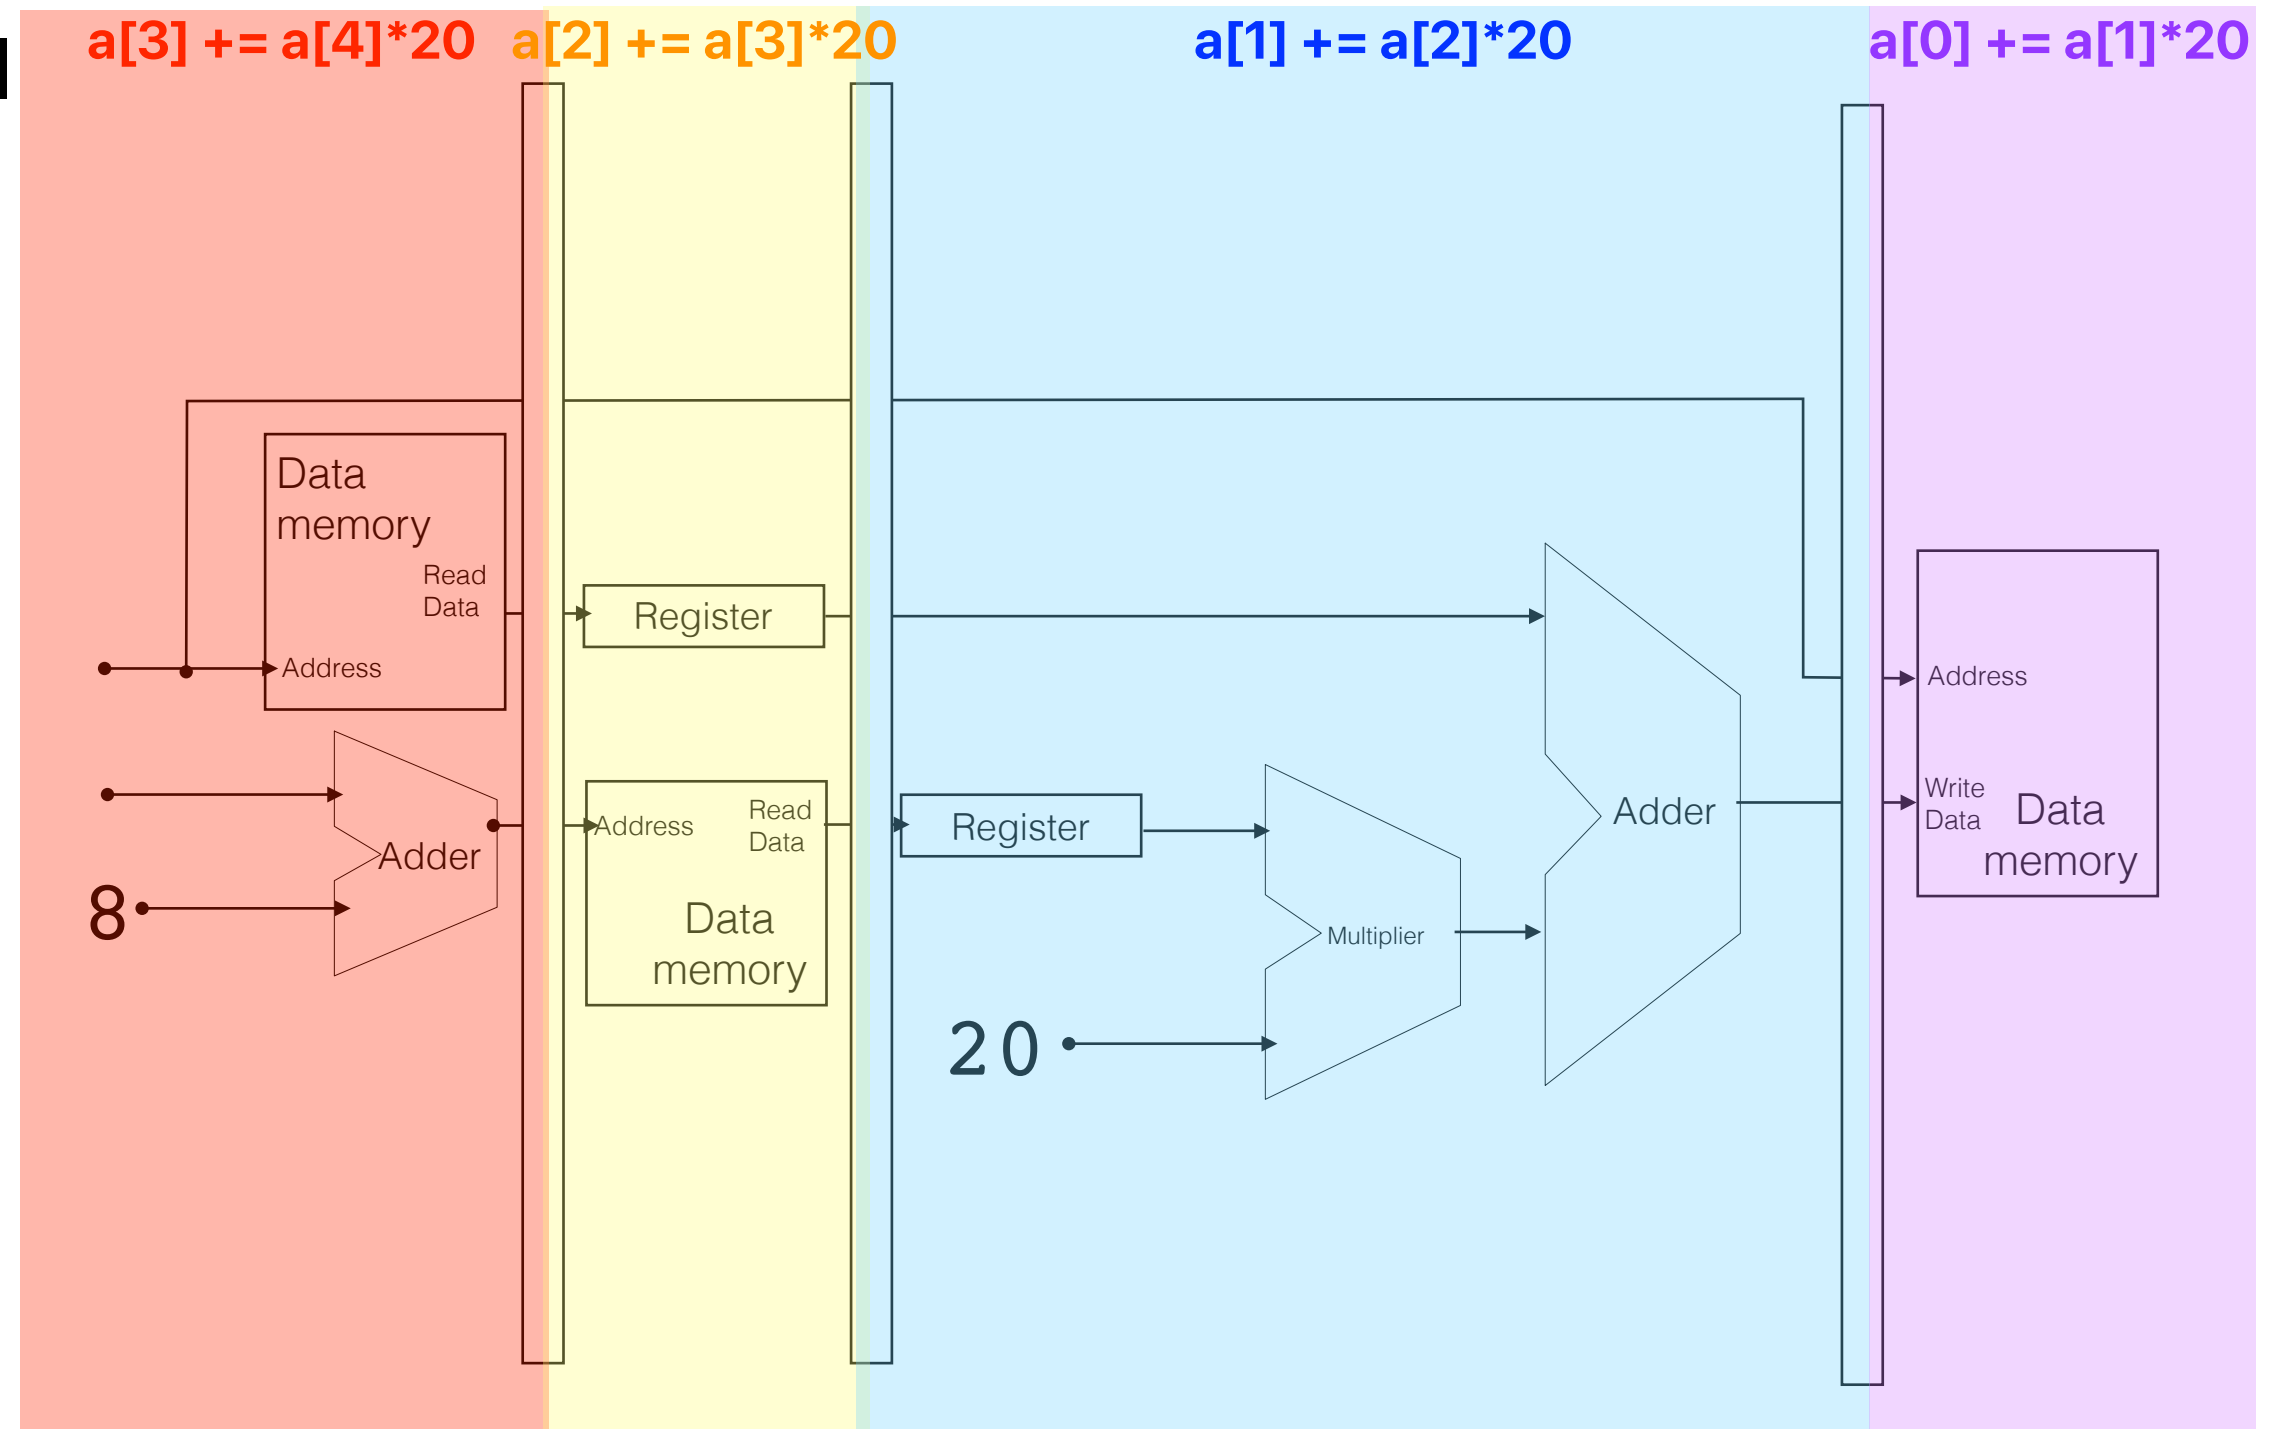 a[3] += a[4]*20
a[2] += a[3]*20
a[1] += a[2]*20
a[0] += a[1]*20
Data
memory
Read
Data
Address
Adder
8
Register
Address
Read
Data
Data
memory
Register
Multiplier
20
Adder
Address
Write
Data
Data
memory